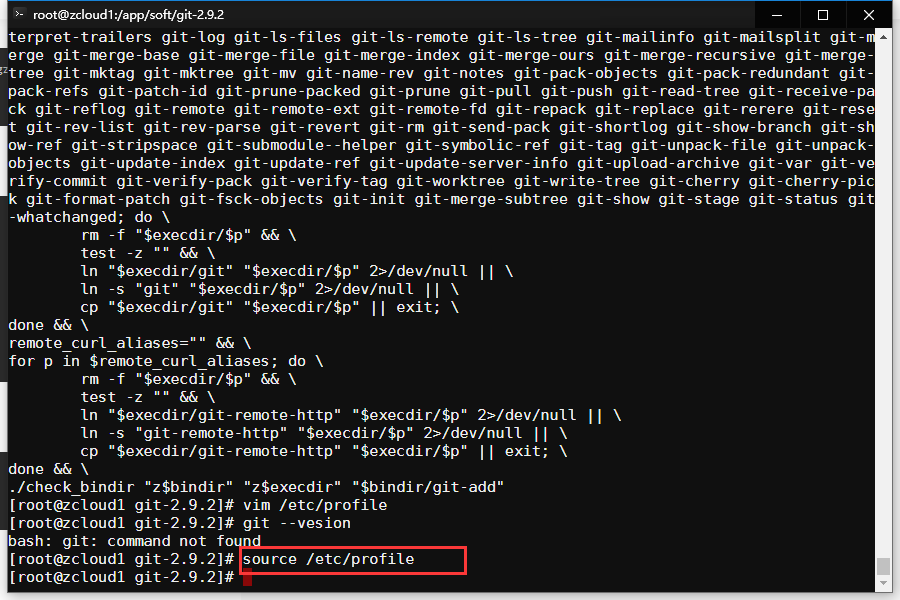 root@zcloud1:/app/soft/git-2.9.2
terpret-trailers git-log git-ls-files git-ls-remote git-ls-tree git-mailinfo git-mailsplit git-m
erge git-merge-base git-merge-file git-merge-index git-merge-ours git-merge-recursive git-merge-
tree git-mktag git-mktree git-mv git-name-rev git-notes git-pack-objects git-pack-redundant git-
pack-refs git-patch-id git-prune-packed git-prune git-pull git-push git-read-tree git-receive-pa
ck git-reflog git-remote git-remote-ext git-remote-fd git-repack git-replace git-rerere git-rese
t git-rev-list git-rev-parse git-revert git-rm git-send-pack git-shortlog git-show-branch git-sh
ow-ref git-stripspace git-submodule--helper git-symbolic-ref git-tag git-unpack-file git-unpack-
objects git-update-index git-update-ref git-update-server-info git-upload-archive git-var git-ve
rify-commit git-verify-pack git-verify-tag git-worktree git-write-tree git-cherry git-cherry-pic
k git-format-patch git-fsck-objects git-init git-merge-subtree git-show git-stage git-status git
-whatchanged; do \
        rm -f "$execdir/$p" && \
        test -z "" && \
        ln "$execdir/git" "$execdir/$p" 2>/dev/null || \
        ln -s "git" "$execdir/$p" 2>/dev/null || \
        cp "$execdir/git" "$execdir/$p" || exit; \
done && \
remote_curl_aliases="" && \
for p in $remote_curl_aliases; do \
        rm -f "$execdir/$p" && \
        test -z "" && \
        ln "$execdir/git-remote-http" "$execdir/$p" 2>/dev/null || \
        ln -s "git-remote-http" "$execdir/$p" 2>/dev/null || \
        cp "$execdir/git-remote-http" "$execdir/$p" || exit; \
done && \
./check_bindir "z$bindir" "z$execdir" "$bindir/git-add"
[root@zcloud1 git-2.9.2]# vim /etc/profile
[root@zcloud1 git-2.9.2]# git --vesion
bash: git: command not found
[root@zcloud1 git-2.9.2]# source /etc/profile
[root@zcloud1 git-2.9.2]#